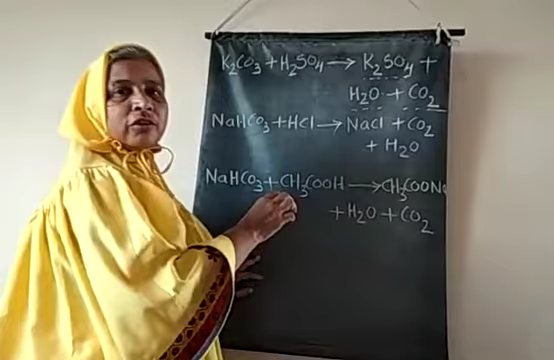 K₂CO₃ + H₂SO₄ → K₂SO₄ +
H₂O + CO₂
NaHCO₃ + HCl → NaCl + CO₂
+ H₂O
NaHCO₃ + CH₃COOH → CH₃COONa
+ H₂O + CO₂